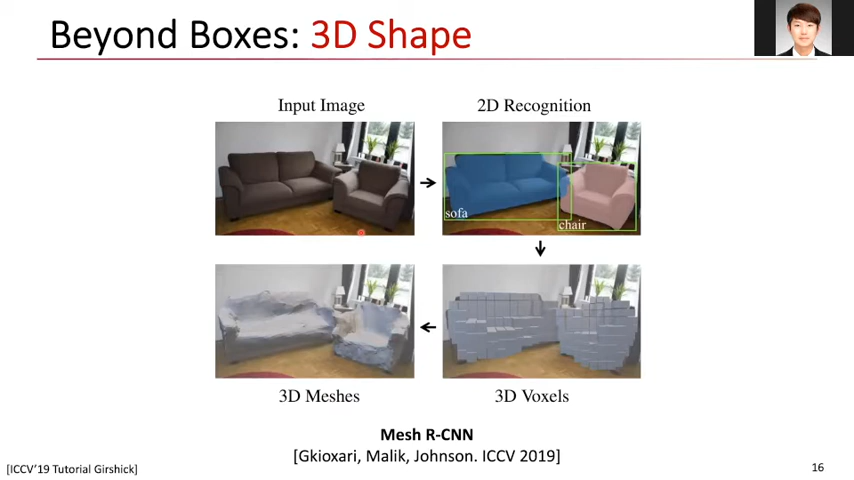 Beyond Boxes: 3D Shape
Input Image
2D Recognition
sofa
chair
3D Meshes
3D Voxels
Mesh R-CNN
[Gkioxari, Malik, Johnson. ICCV 2019]
[ICCV'19 Tutorial Girshick]
16